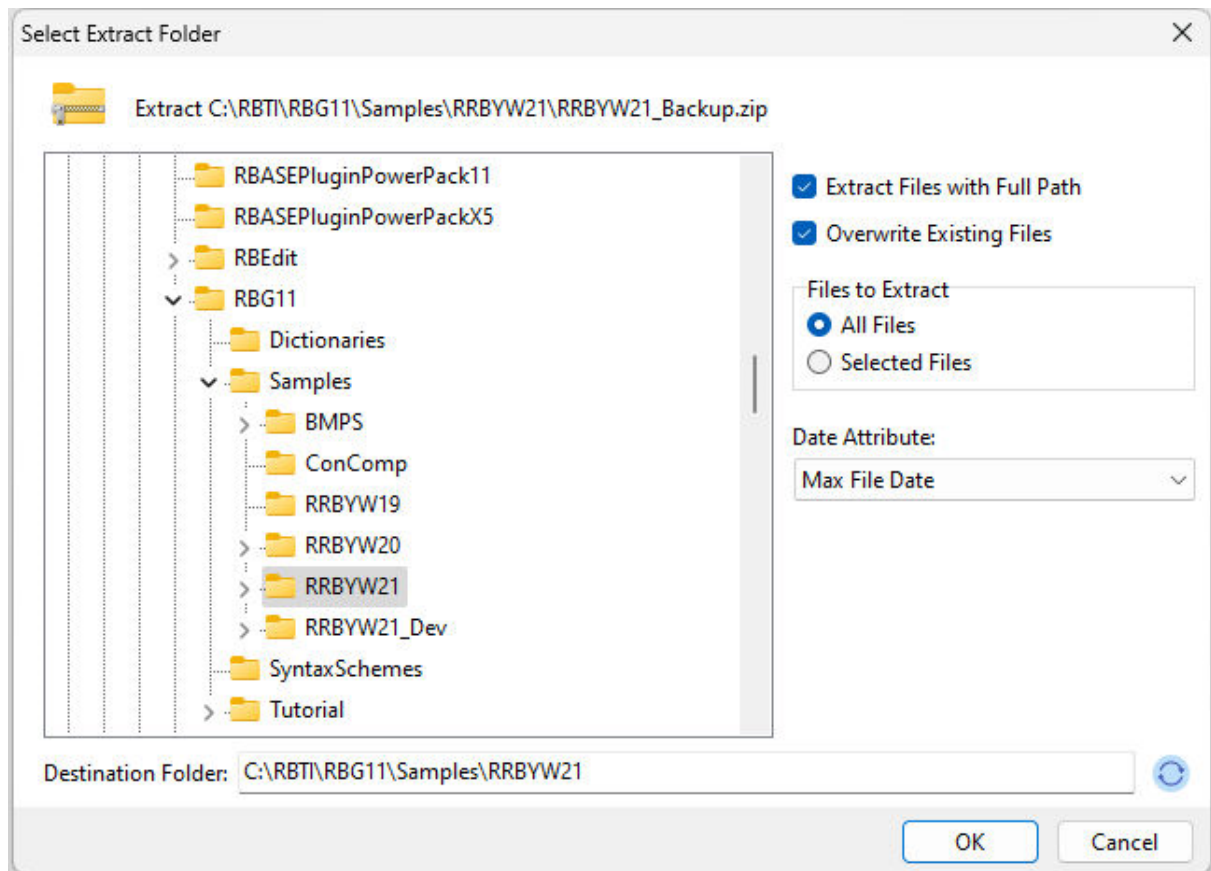 Select Extract Folder
Extract C:\RBTI\RBG11\Samples\RRBYW21\RRBYW21_Backup.zip
RBASEPluginPowerPack11
RBASEPluginPowerPackX5
RBEdit
RBG11
Dictionaries
Samples
BMPS
ConComp
RRBYW19
RRBYW20
RRBYW21
RRBYW21_Dev
SyntaxSchemes
Tutorial
Extract Files with Full Path
Overwrite Existing Files
Files to Extract
All Files
Selected Files
Date Attribute:
Max File Date
Destination Folder: C:\RBTI\RBG11\Samples\RRBYW21
OK Cancel